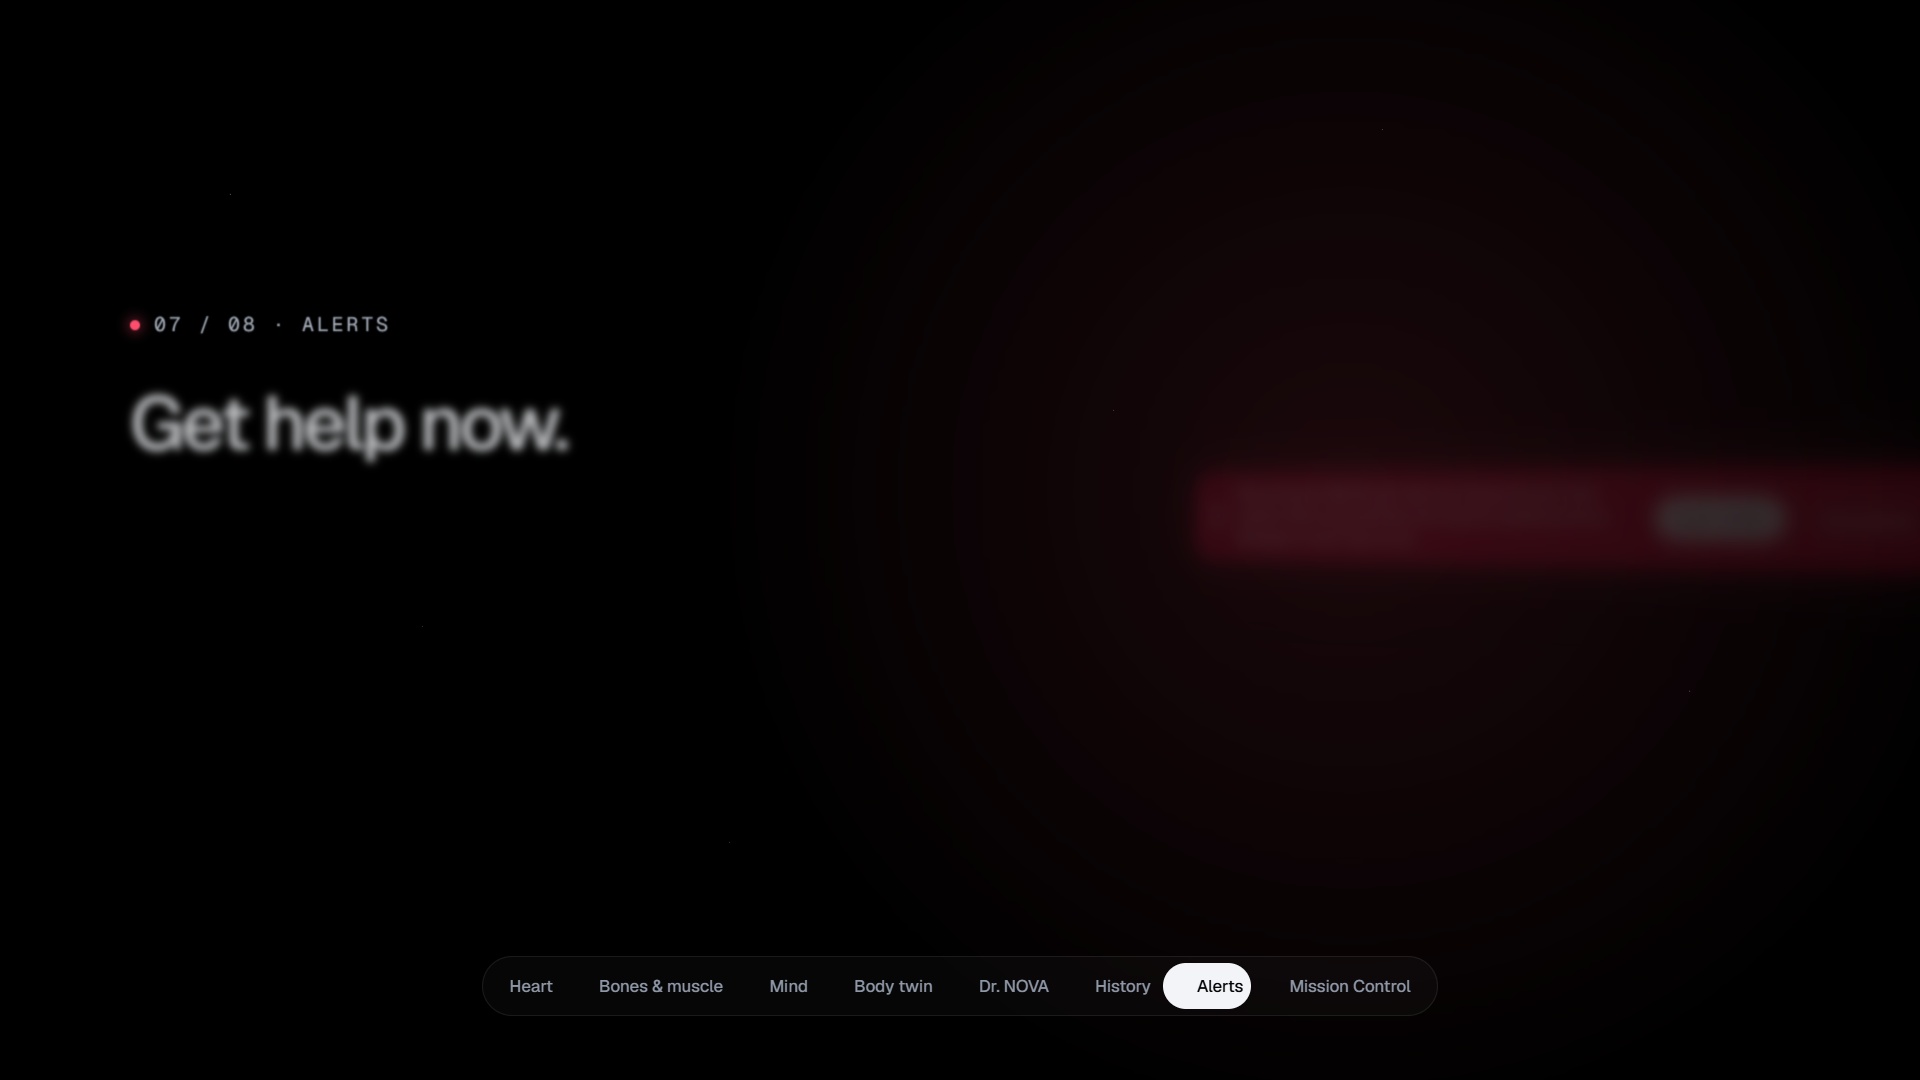 07 / 08 · ALERTS
Get help now.
Heart
Bones & muscle
Mind
Body twin
Dr. NOVA
History
Alerts
Mission Control